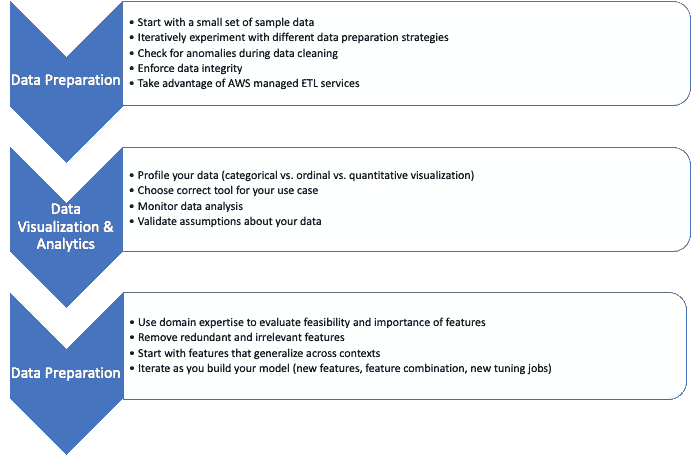 Data Preparation
• Start with a small set of sample data
• Iteratively experiment with different data preparation strategies
• Check for anomalies during data cleaning
• Enforce data integrity
• Take advantage of AWS managed ETL services
Data
Visualization &
Analytics
• Profile your data (categorical vs. ordinal vs. quantitative visualization)
• Choose correct tool for your use case
• Monitor data analysis
• Validate assumptions about your data
Data Preparation
• Use domain expertise to evaluate feasibility and importance of features
• Remove redundant and irrelevant features
• Start with features that generalize across contexts
• Iterate as you build your model (new features, feature combination, new tuning jobs)